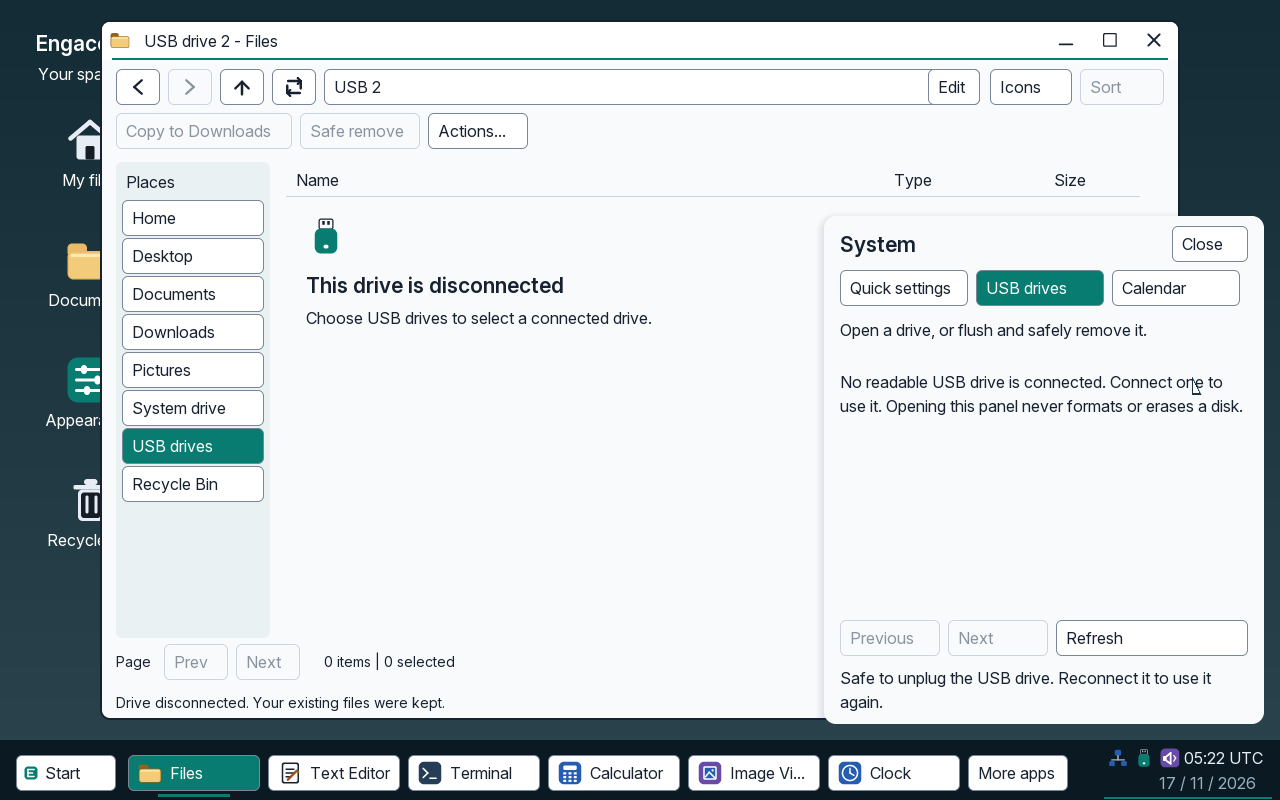 Engac
Your spa
My fil
Docum
Appeara
Recycle
USB drive 2 - Files
USB 2
Edit
Icons
Sort
Copy to Downloads
Safe remove
Actions...
Places
Home
Desktop
Documents
Downloads
Pictures
System drive
USB drives
Recycle Bin
Name
Type
Size
This drive is disconnected
Choose USB drives to select a connected drive.
Page
Prev
Next
0 items | 0 selected
Drive disconnected. Your existing files were kept.
System
Close
Quick settings
USB drives
Calendar
Open a drive, or flush and safely remove it.
No readable USB drive is connected. Connect one to
use it. Opening this panel never formats or erases a disk.
Previous
Next
Refresh
Safe to unplug the USB drive. Reconnect it to use it
again.
Start
Files
Text Editor
Terminal
Calculator
Image Vi...
Clock
More apps
05:22 UTC
17 / 11 / 2026